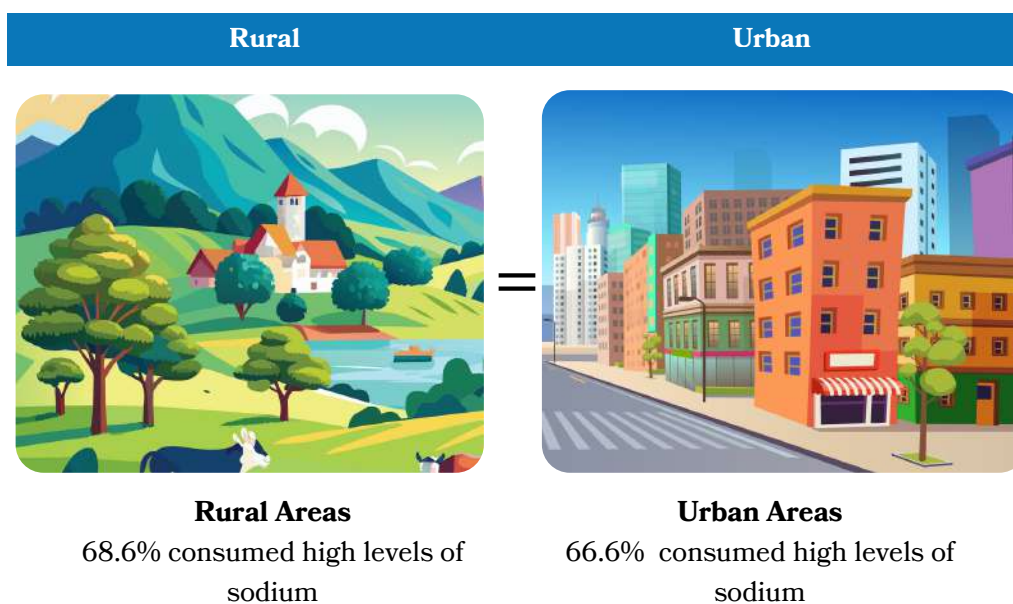 Rural
Urban
=
Rural Areas
68.6% consumed high levels of
sodium
Urban Areas
66.6% consumed high levels of
sodium